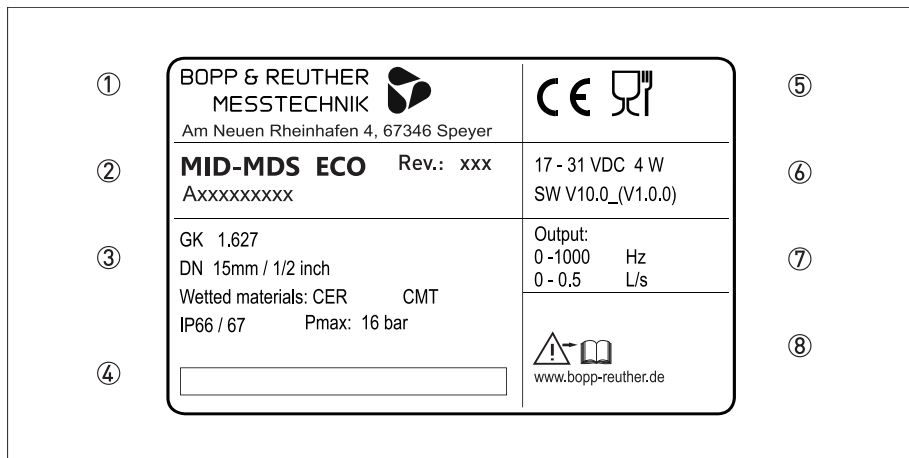 ①
BOPP & REUTHER
MESSTECHNIK
Am Neuen Rheinhafen 4, 67346 Speyer
②
MID-MDS ECO Rev.: xxx
Axxxxxxxxxx
③
GK 1.627
DN 15mm / 1/2 inch
Wetted materials: CER CMT
IP66 / 67 Pmax: 16 bar
④
CE
⑤
17 - 31 VDC 4 W
SW V10.0_(V1.0.0)
⑥
Output:
0 -1000 Hz
0 - 0.5 L/s
⑦
www.bopp-reuther.de
⑧